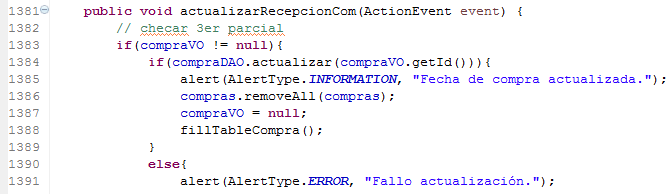 1381 public void actualizarRecepcionCom(ActionEvent event) {
1382 // checar 3er parcial
1383 if(compraVO != null){
1384 if(compraDAO.actualizar(compraVO.getId())){
1385 alert(AlertType.INFORMATION, "Fecha de compra actualizada.");
1386 compras.removeAll(compras);
1387 compraVO = null;
1388 fillTableCompra();
1389 }
1390 else{
1391 alert(AlertType.ERROR, "Fallo actualización.");